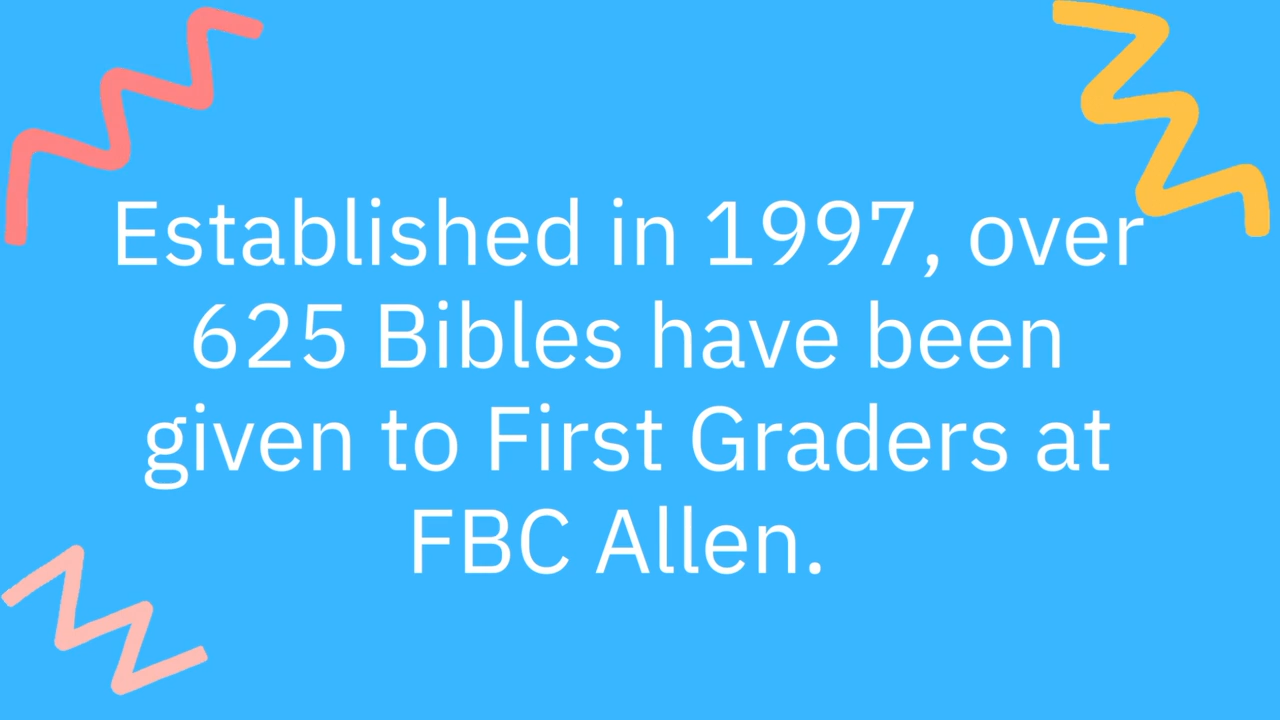 Established in 1997, over
625 Bibles have been
given to First Graders at
FBC Allen.